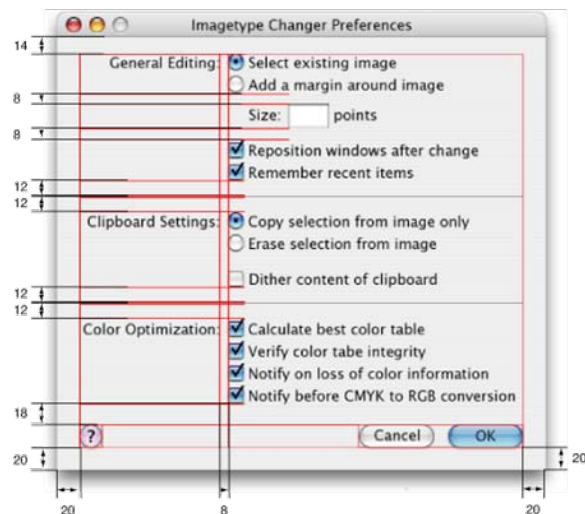 Imagetype Changer Preferences
14
General Editing: Select existing image
Add a margin around image
8
Size: points
8
Reposition windows after change
Remember recent items
12
12
Clipboard Settings: Copy selection from image only
Erase selection from image
Dither content of clipboard
12
12
Color Optimization: Calculate best color table
Verify color tabe integrity
Notify on loss of color information
Notify before CMYK to RGB conversion
18
? Cancel OK
20 20
20 8 20